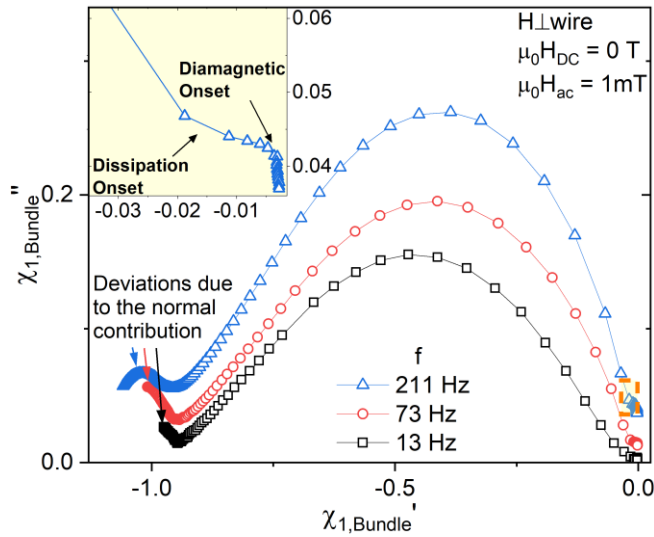 0.06
0.05
0.04
-0.03
-0.02
-0.01
Diamagnetic
Onset
Dissipation
Onset
H⊥wire
μ₀H_DC = 0 T
μ₀H_ac = 1mT
Deviations due
to the normal
contribution
f
211 Hz
73 Hz
13 Hz
0.2
0.0
χ₁,Bundle''
-1.0
-0.5
0.0
χ₁,Bundle'